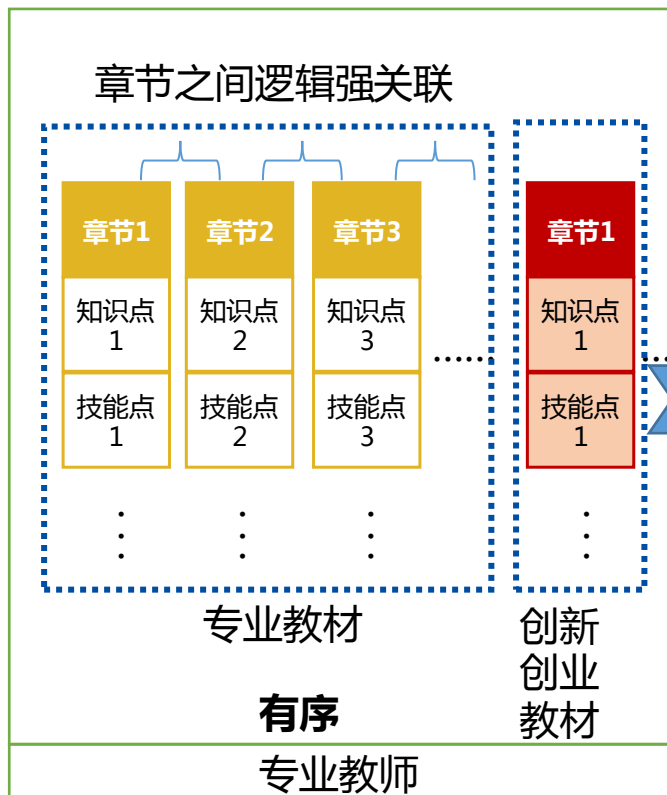 章节之间逻辑强关联
章节1 章节2 章节3 章节1
知识点 知识点 知识点 知识点
1 2 3 1
…… ……
技能点 技能点 技能点 技能点
1 2 3 1
专业教材
创新
创业
教材
有序
专业教师